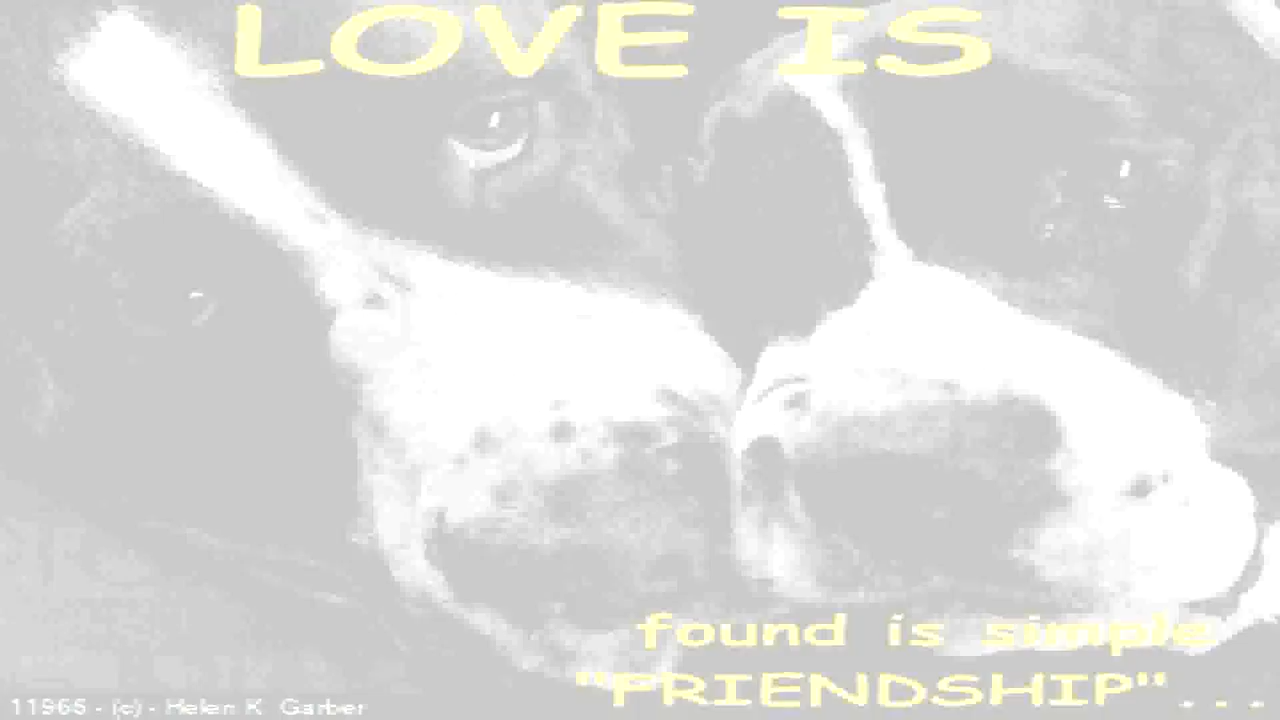 LOVE IS
found is simple
"FRIENDSHIP"...
11965 - (c) - Helen K. Garber